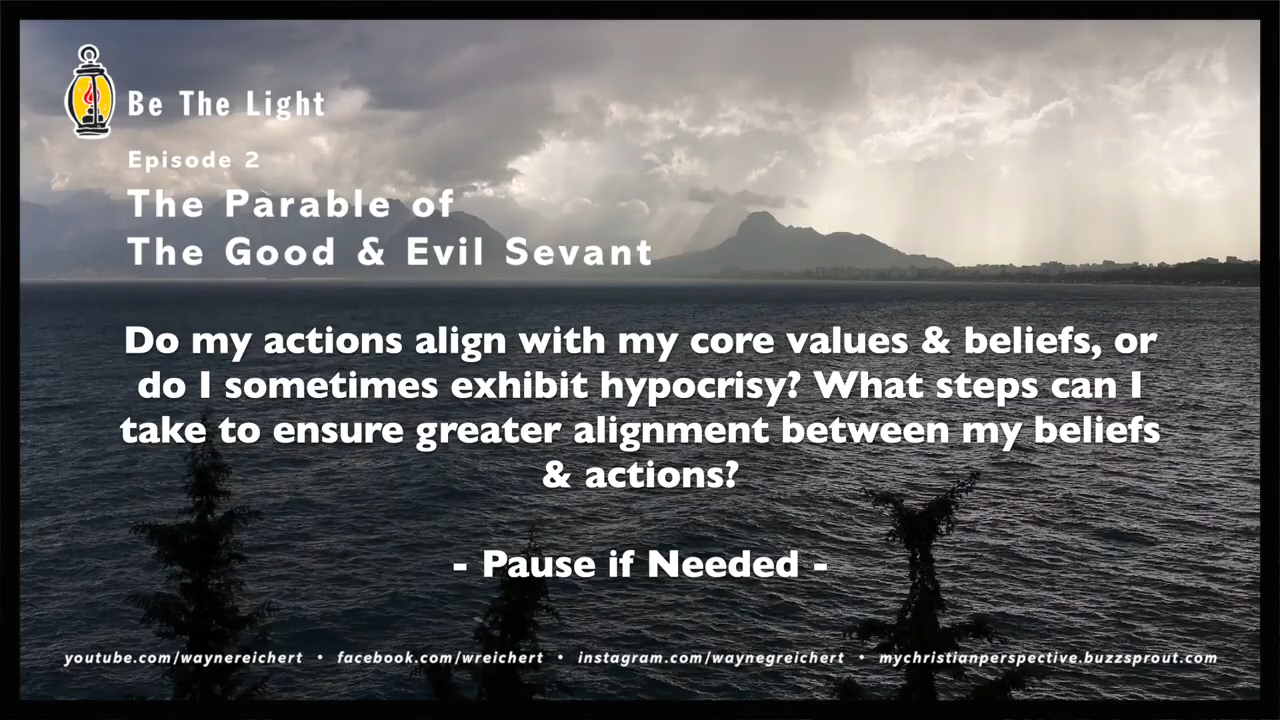 Be The Light
Episode 2
The Parable of
The Good & Evil Sevant
Do my actions align with my core values & beliefs, or
do I sometimes exhibit hypocrisy? What steps can I
take to ensure greater alignment between my beliefs
& actions?
- Pause if Needed -
youtube.com/waynereichert • facebook.com/wreichert • instagram.com/waynegreichert • mychristianperspective.buzzsprout.com